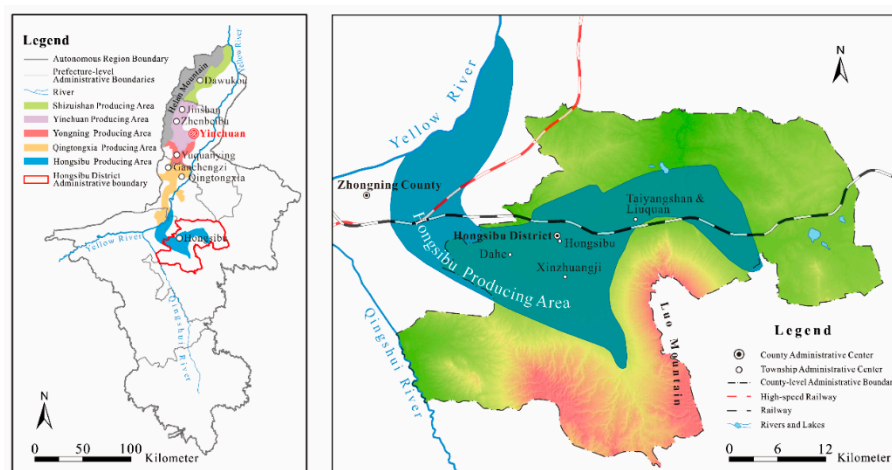 Legend
Autonomous Region Boundary
Prefecture-level
Administrative Boundaries
River
Shizuishan Producing Area
Yinchuan Producing Area
Yongning Producing Area
Qingtongxia Producing Area
Hongsibu Producing Area
Hongsibu District
Administrative boundary
Yellow River
Helan Mountain
Dawukou
Jinshan
Zhenbeibu
Yinchuan
Yuquanying
Ganchengzi
Qingtongxia
Hongsibu
Yellow River
Qingshui River
N
0 50 100
Kilometer
N
Yellow River
Zhongning County
Hongsibu Producing Area
Taiyangshan &
Liuquan
Hongsibu District
Hongsibu
Dahe
Xinzhuangji
Qingshui River
Luo Mountain
Legend
County Administrative Center
Township Administrative Center
County-level Administrative Boundary
High-speed Railway
Railway
Rivers and Lakes
0 3 6 12
Kilometer